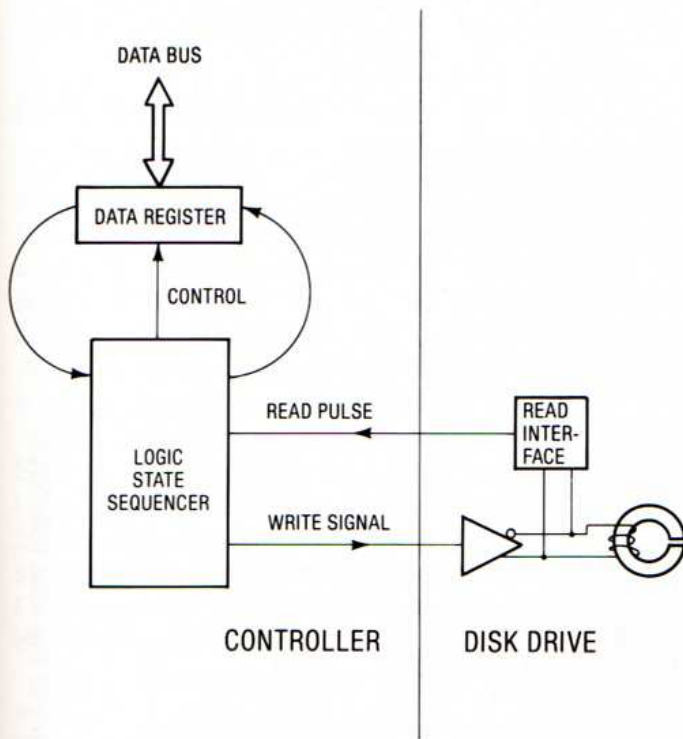 DATA BUS
DATA REGISTER
CONTROL
READ PULSE
READ
INTER-
FACE
LOGIC
STATE
SEQUENCER
WRITE SIGNAL
CONTROLLER
DISK DRIVE